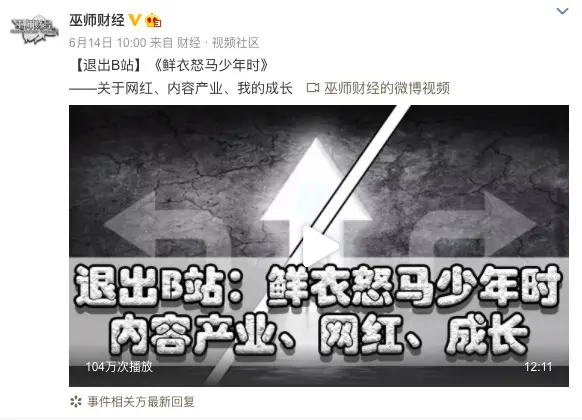 巫师财经
6月14日 10:00 来自 财经·视频社区
【退出B站】《鲜衣怒马少年时》
——关于网红、内容产业、我的成长 巫师财经的微博视频
退出B站：鲜衣怒马少年时
内容产业、网红、成长
104万次播放 12:11
事件相关方最新回复